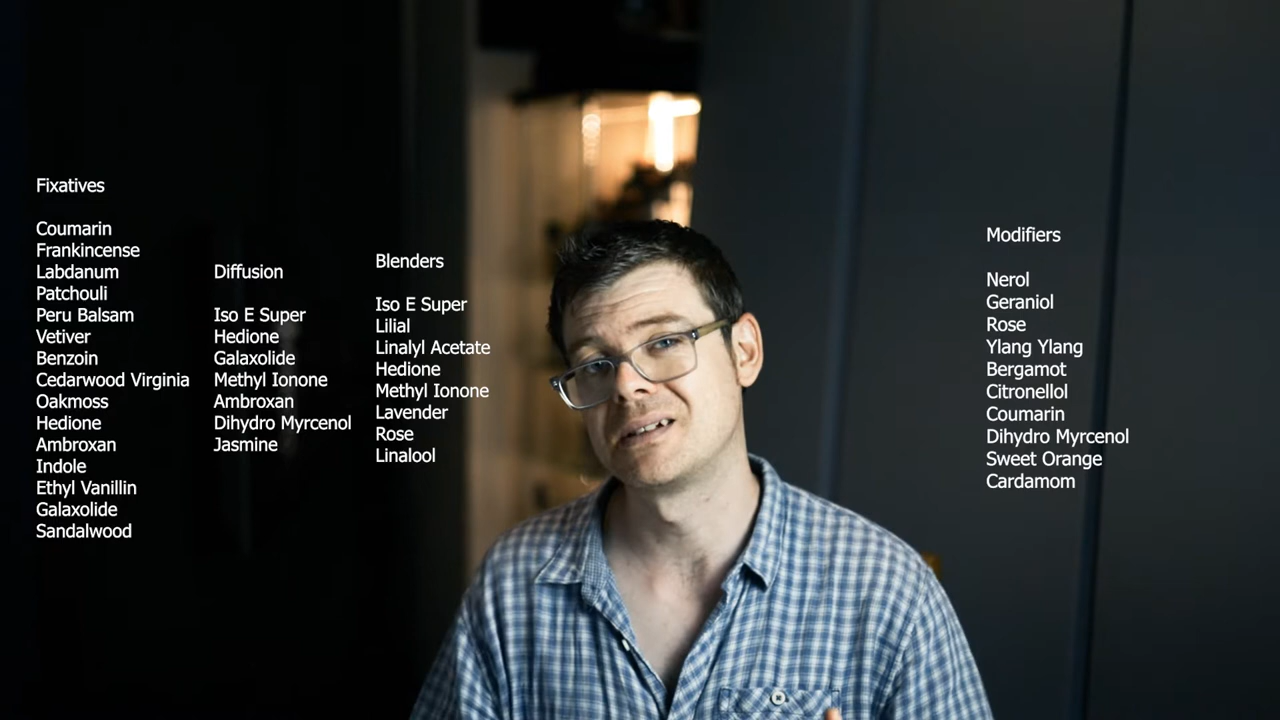 Fixatives
Coumarin
Frankincense
Labdanum
Patchouli
Peru Balsam
Vetiver
Benzoin
Cedarwood Virginia
Oakmoss
Hedione
Ambroxan
Indole
Ethyl Vanillin
Galaxolide
Sandalwood
Diffusion
Iso E Super
Hedione
Galaxolide
Methyl Ionone
Ambroxan
Dihydro Myrcenol
Jasmine
Blenders
Iso E Super
Lilial
Linalyl Acetate
Hedione
Methyl Ionone
Lavender
Rose
Linalool
Modifiers
Nerol
Geraniol
Rose
Ylang Ylang
Bergamot
Citronellol
Coumarin
Dihydro Myrcenol
Sweet Orange
Cardamom